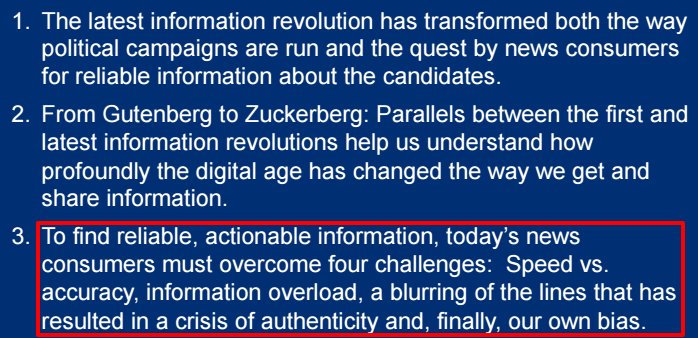 1. The latest information revolution has transformed both the way
political campaigns are run and the quest by news consumers
for reliable information about the candidates.
2. From Gutenberg to Zuckerberg: Parallels between the first and
latest information revolutions help us understand how
profoundly the digital age has changed the way we get and
share information.
3. To find reliable, actionable information, today’s news
consumers must overcome four challenges:  Speed vs.
accuracy, information overload, a blurring of the lines that has
resulted in a crisis of authenticity and, finally, our own bias.